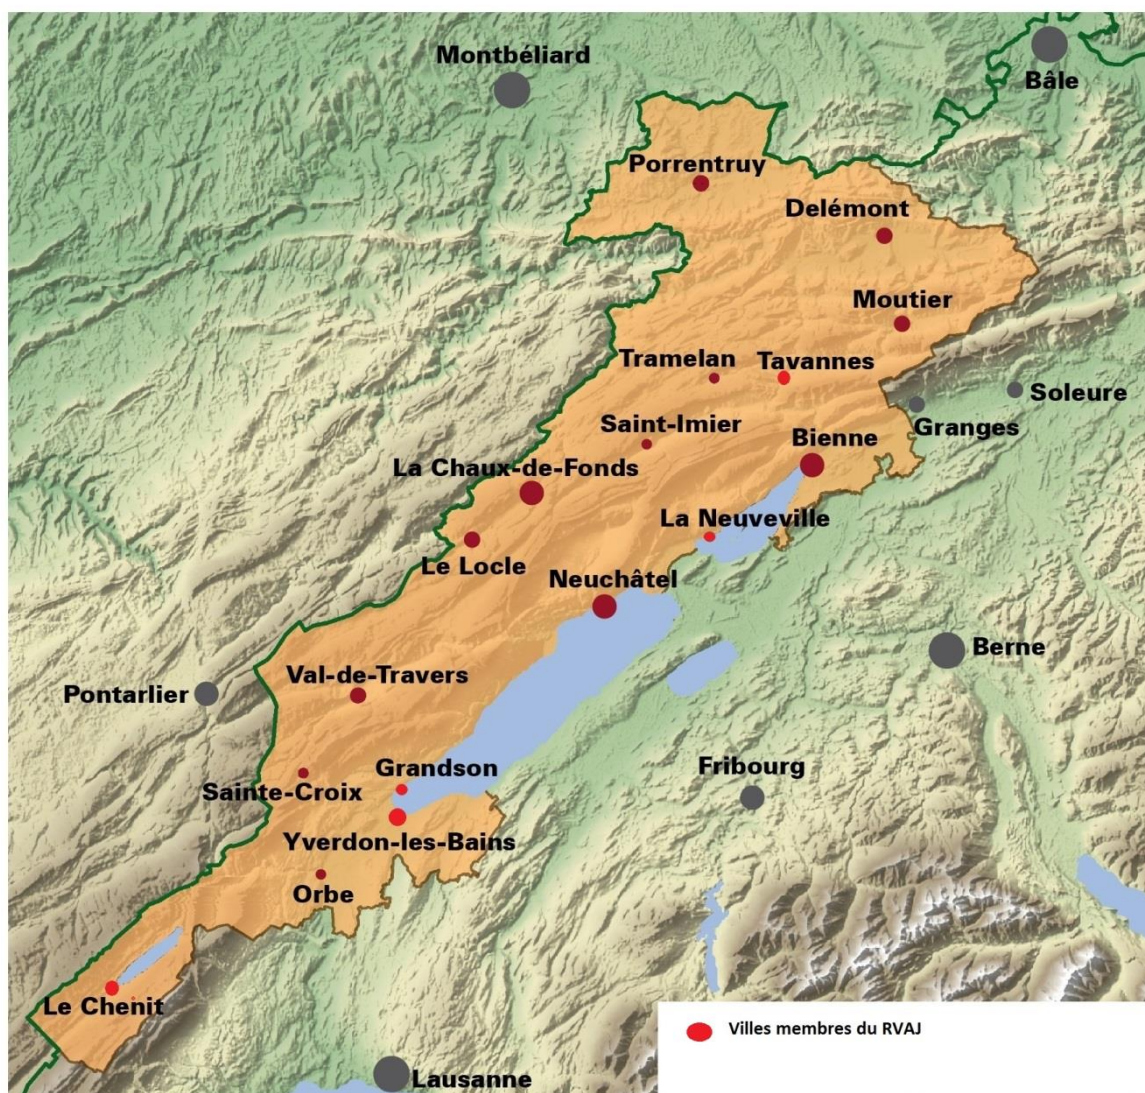 Montbéliard
Bâle
Porrentruy
Delémont
Moutier
Tramelan
Tavannes
Soleure
Granges
Saint-Imier
Bienne
La Chaux-de-Fonds
La Neuveville
Le Locle
Neuchâtel
Berne
Val-de-Travers
Pontarlier
Grandson
Fribourg
Sainte-Croix
Yverdon-les-Bains
Orbe
Le Chenit
Villes membres du RVAJ
Lausanne